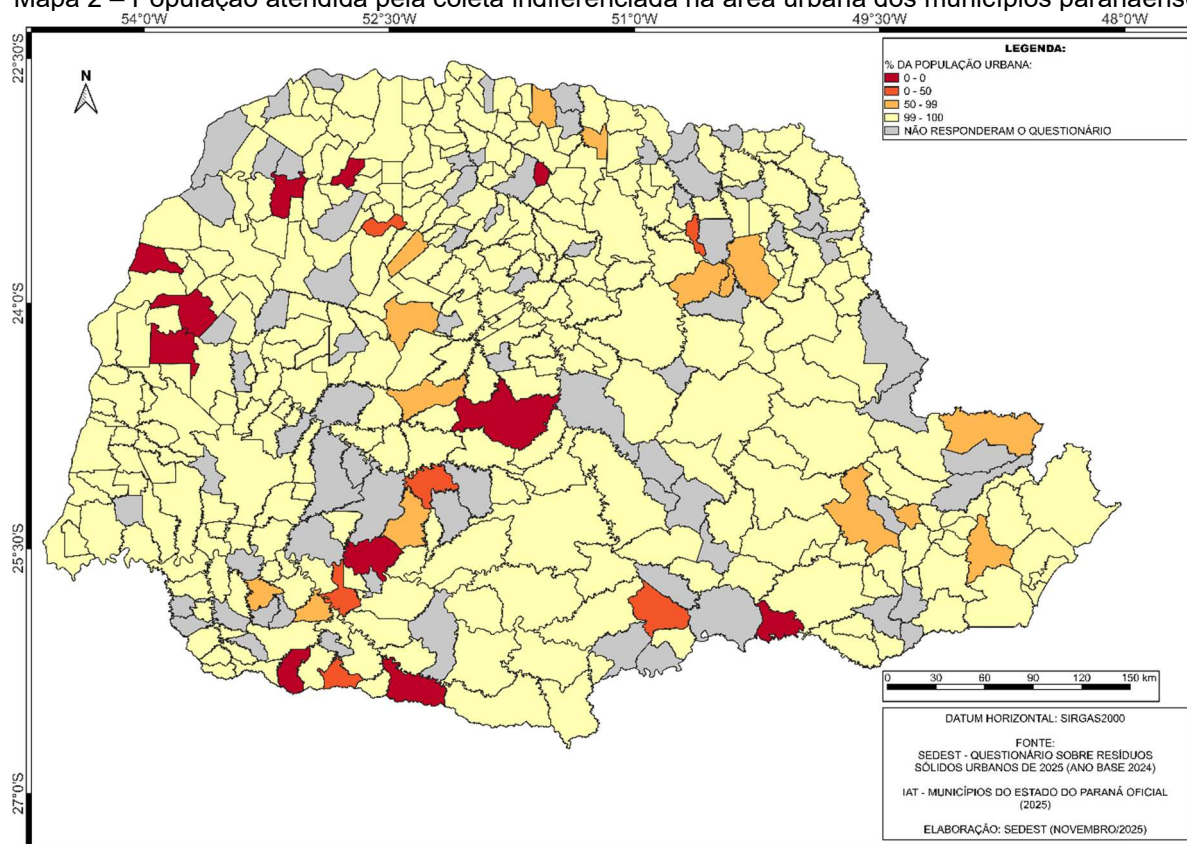 Mapa 2 – População atendida pela coleta indiferenciada na área urbana dos municípios paranaense
54°0'W 52°30'W 51°0'W 49°30'W 48°0'W
22°30'S
24°0'S
25°30'S
27°0'S
N
LEGENDA:
% DA POPULAÇÃO URBANA:
0 - 0
0 - 50
50 - 99
99 - 100
NÃO RESPONDERAM O QUESTIONÁRIO
0 30 60 90 120 150 km
DATUM HORIZONTAL: SIRGAS2000
FONTE:
SEDEST - QUESTIONÁRIO SOBRE RESÍDUOS
SÓLIDOS URBANOS DE 2025 (ANO BASE 2024)
IAT - MUNICÍPIOS DO ESTADO DO PARANÁ OFICIAL
(2025)
ELABORAÇÃO: SEDEST (NOVEMBRO/2025)